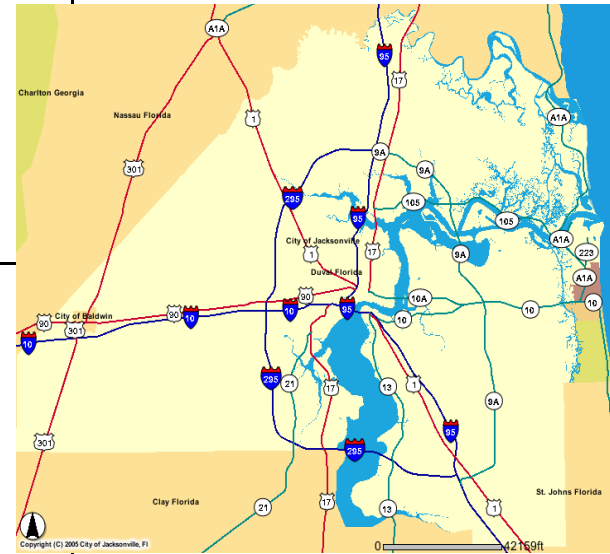 A1A
95
17
Charlton Georgia
Nassau Florida
1
A1A
9A
301
9A
295
105
95
105
City of Jacksonville
A1A
1
17
9A
223
Duval Florida
A1A
90
10A
10
10
95
10
90
City of Baldwin
90
10
10
301
10
295
21
17
13
1
9A
95
301
295
Clay Florida
St. Johns Florida
21
17
13
1
Copyright (C) 2005 City of Jacksonville, Fl
0
42159ft